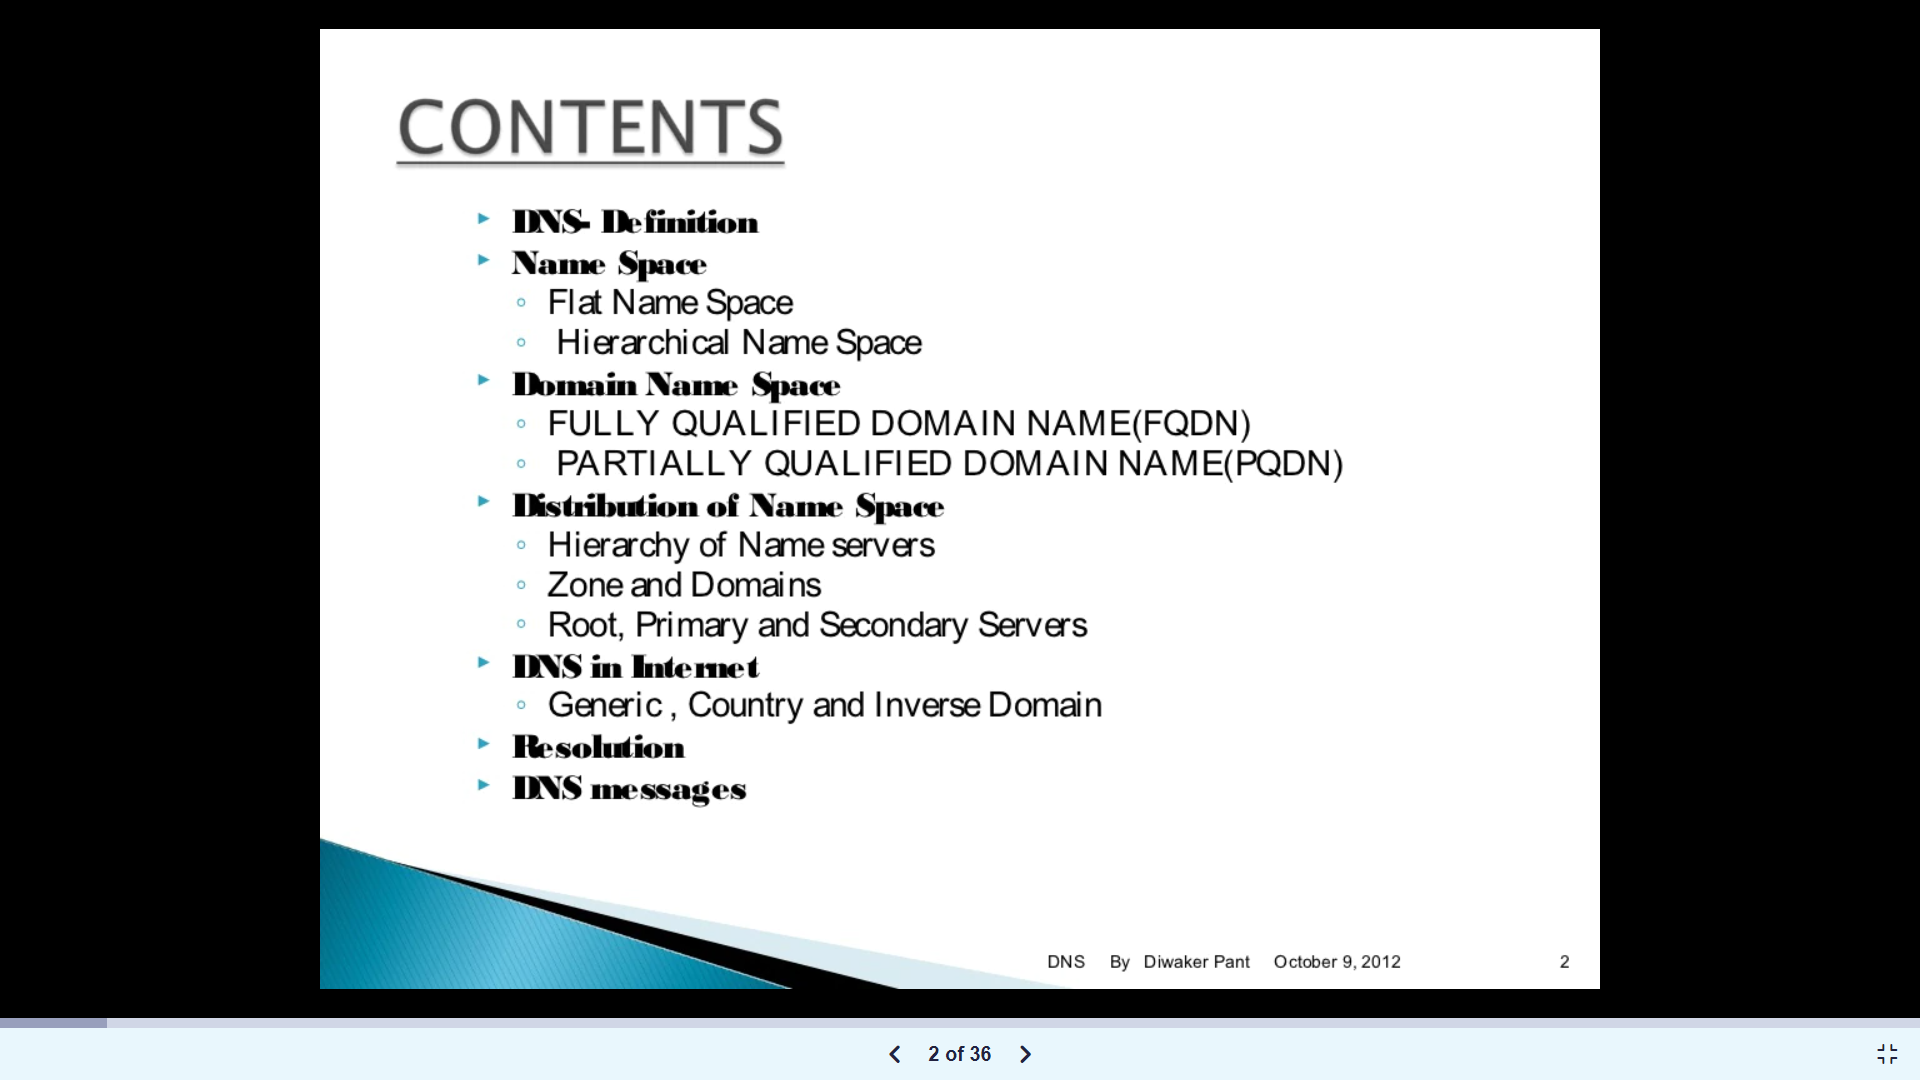 CONTENTS
DNS- Definition
Name Space
Flat Name Space
Hierarchical Name Space
Domain Name Space
FULLY QUALIFIED DOMAIN NAME(FQDN)
PARTIALLY QUALIFIED DOMAIN NAME(PQDN)
Distribution of Name Space
Hierarchy of Name servers
Zone and Domains
Root, Primary and Secondary Servers
DNS in Internet
Generic , Country and Inverse Domain
Resolution
DNS messages
DNS By Diwaker Pant October 9, 2012 2
2 of 36